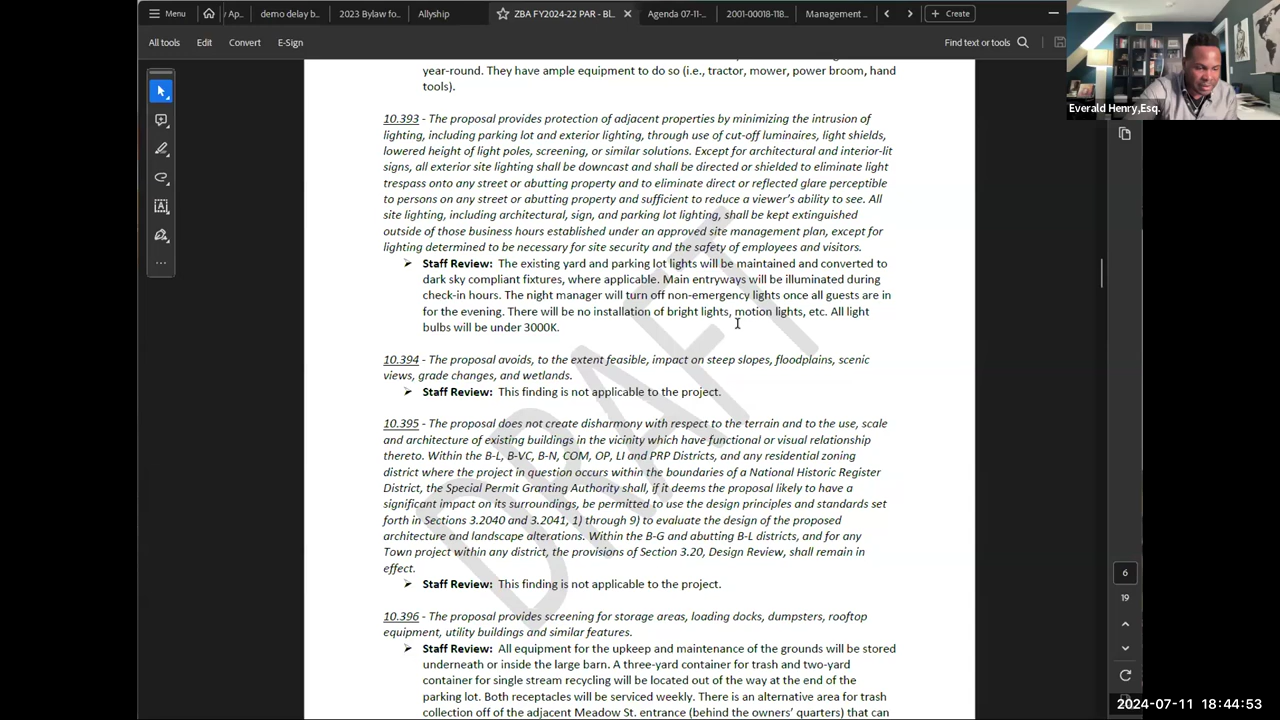 Menu
y Ap...
demo delay b...
2023 Bylaw fo...
Allyship
ZBA FY2024-22 PAR - BL...
Agenda 07-11-...
2001-00018-118...
Management ...
Create
All tools
Edit
Convert
E-Sign
Find text or tools
Everald Henry,Esq.
year-round. They have ample equipment to do so (i.e., tractor, mower, power broom, hand
tools).
10.393 - The proposal provides protection of adjacent properties by minimizing the intrusion of
lighting, including parking lot and exterior lighting, through use of cut-off luminaires, light shields,
lowered height of light poles, screening, or similar solutions. Except for architectural and interior-lit
signs, all exterior site lighting shall be downcast and shall be directed or shielded to eliminate light
trespass onto any street or abutting property and to eliminate direct or reflected glare perceptible
to persons on any street or abutting property and sufficient to reduce a viewer's ability to see. All
site lighting, including architectural, sign, and parking lot lighting, shall be kept extinguished
outside of those business hours established under an approved site management plan, except for
lighting determined to be necessary for site security and the safety of employees and visitors.
➢ Staff Review: The existing yard and parking lot lights will be maintained and converted to
dark sky compliant fixtures, where applicable. Main entryways will be illuminated during
check-in hours. The night manager will turn off non-emergency lights once all guests are in
for the evening. There will be no installation of bright lights, motion lights, etc. All light
bulbs will be under 3000K.
10.394 - The proposal avoids, to the extent feasible, impact on steep slopes, floodplains, scenic
views, grade changes, and wetlands.
➢ Staff Review: This finding is not applicable to the project.
10.395 - The proposal does not create disharmony with respect to the terrain and to the use, scale
and architecture of existing buildings in the vicinity which have functional or visual relationship
thereto. Within the B-L, B-VC, B-N, COM, OP, LI and PRP Districts, and any residential zoning
district where the project in question occurs within the boundaries of a National Historic Register
District, the Special Permit Granting Authority shall, if it deems the proposal likely to have a
significant impact on its surroundings, be permitted to use the design principles and standards set
forth in Sections 3.2040 and 3.2041, 1) through 9) to evaluate the design of the proposed
architecture and landscape alterations. Within the B-G and abutting B-L districts, and for any
Town project within any district, the provisions of Section 3.20, Design Review, shall remain in
effect.
➢ Staff Review: This finding is not applicable to the project.
10.396 - The proposal provides screening for storage areas, loading docks, dumpsters, rooftop
equipment, utility buildings and similar features.
➢ Staff Review: All equipment for the upkeep and maintenance of the grounds will be stored
underneath or inside the large barn. A three-yard container for trash and two-yard
container for single stream recycling will be located out of the way at the end of the
parking lot. Both receptacles will be serviced weekly. There is an alternative area for trash
collection off of the adjacent Meadow St. entrance (behind the owners' quarters) that can
DRAFT
6
19
2024-07-11 18:44:53